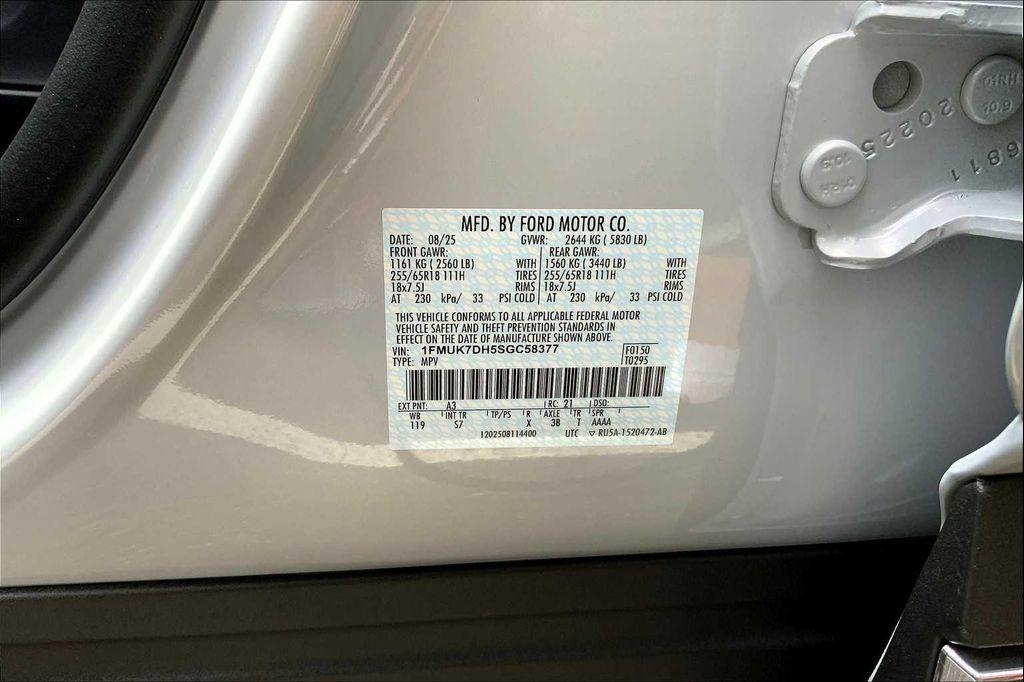 MFD. BY FORD MOTOR CO.
DATE: 08/25 GVWR: 2644 KG ( 5830 LB)
FRONT GAWR: REAR GAWR:
1161 KG ( 2560 LB) WITH 1560 KG ( 3440 LB) WITH
255/65R18 111H TIRES 255/65R18 111H TIRES
18x7.5J RIMS 18x7.5J RIMS
AT 230 kPa/ 33 PSI COLD AT 230 kPa/ 33 PSI COLD
THIS VEHICLE CONFORMS TO ALL APPLICABLE FEDERAL MOTOR
VEHICLE SAFETY AND THEFT PREVENTION STANDARDS IN
EFFECT ON THE DATE OF MANUFACTURE SHOWN ABOVE.
VIN: 1FMUK7DH5SGC58377 F0150
TYPE: MPV T0295
EXT PNT: A3 RC: 21 DSO:
WB INT TR TP/PS R AXLE TR SPR
119 S7 X 3B T AAAA
1202508114400 UTC ▽ RU5A-1520472-AB
20225
6811
10.9
10.9